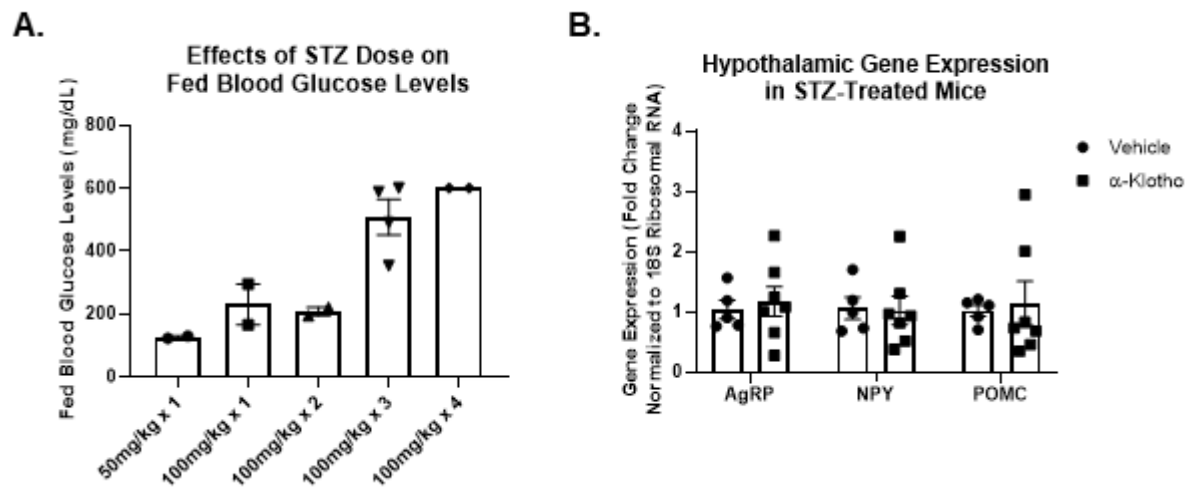 A.
Effects of STZ Dose on
Fed Blood Glucose Levels
Fed Blood Glucose Levels (mg/dL)
800
600
400
200
0
50mg/kg x 1
100mg/kg x 1
100mg/kg x 2
100mg/kg x 3
100mg/kg x 4
B.
Hypothalamic Gene Expression
in STZ-Treated Mice
Gene Expression (Fold Change
Normalized to 18S Ribosomal RNA)
4
3
2
1
0
AgRP
NPY
POMC
Vehicle
α-Klotho